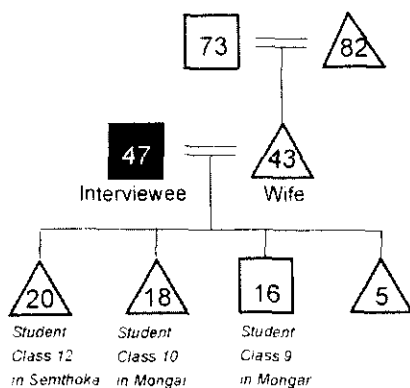 73 82
47 43
Interviewee Wife
20 18 16 5
Student Student Student
Class 12 Class 10 Class 9
in Semthoka in Mongar in Mongar